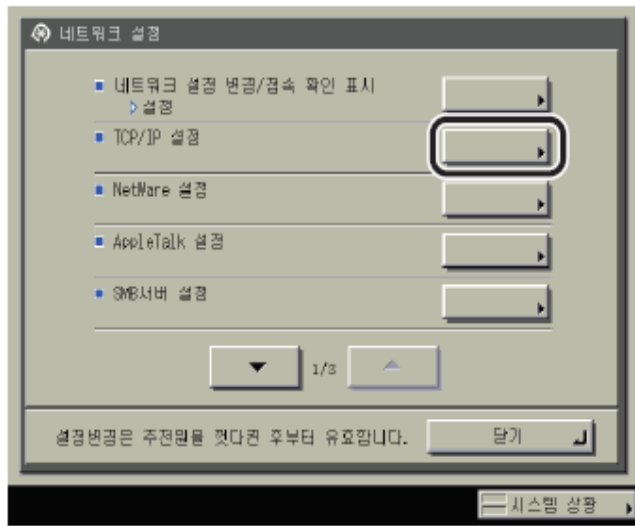 네트워크 설정
네트워크 설정 변경/접속 확인 표시
설정
TCP/IP 설정
NetWare 설정
AppleTalk 설정
SMB서버 설정
1/3
설정변경은 주전원을 껏다켠 후부터 유효합니다.
닫기
시스템 상황